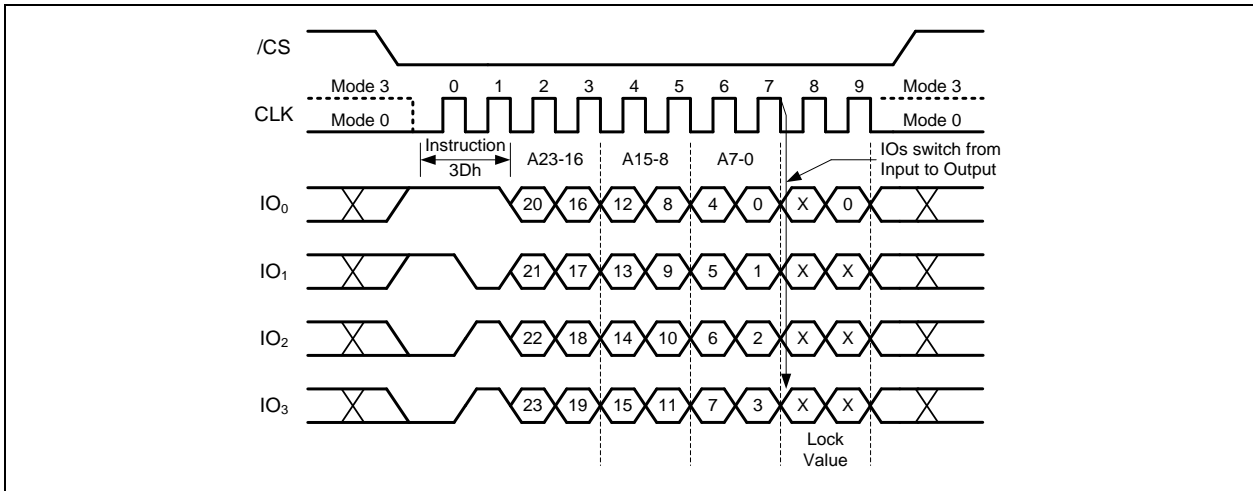 /CS
Mode 3 0 1 2 3 4 5 6 7 8 9 Mode 3
CLK
Mode 0 Mode 0
Instruction
3Dh
A23-16 A15-8 A7-0
IOs switch from
Input to Output
IO₀ 20 16 12 8 4 0 X 0
IO₁ 21 17 13 9 5 1 X X
IO₂ 22 18 14 10 6 2 X X
IO₃ 23 19 15 11 7 3 X X
Lock
Value